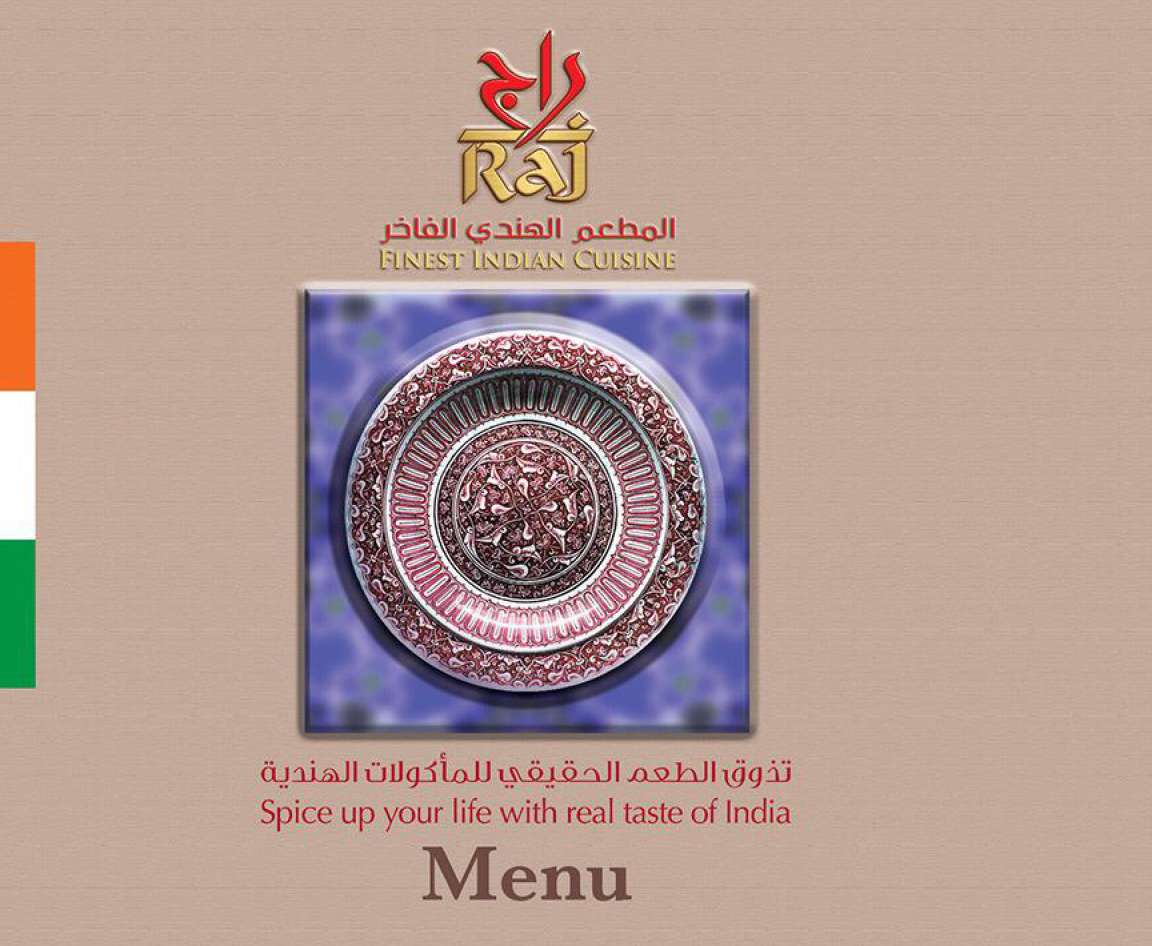 راج
Raj
المطعم الهندي الفاخر
FINEST INDIAN CUISINE
تذوق الطعم الحقيقي للمأكولات الهندية
Spice up your life with real taste of India
Menu